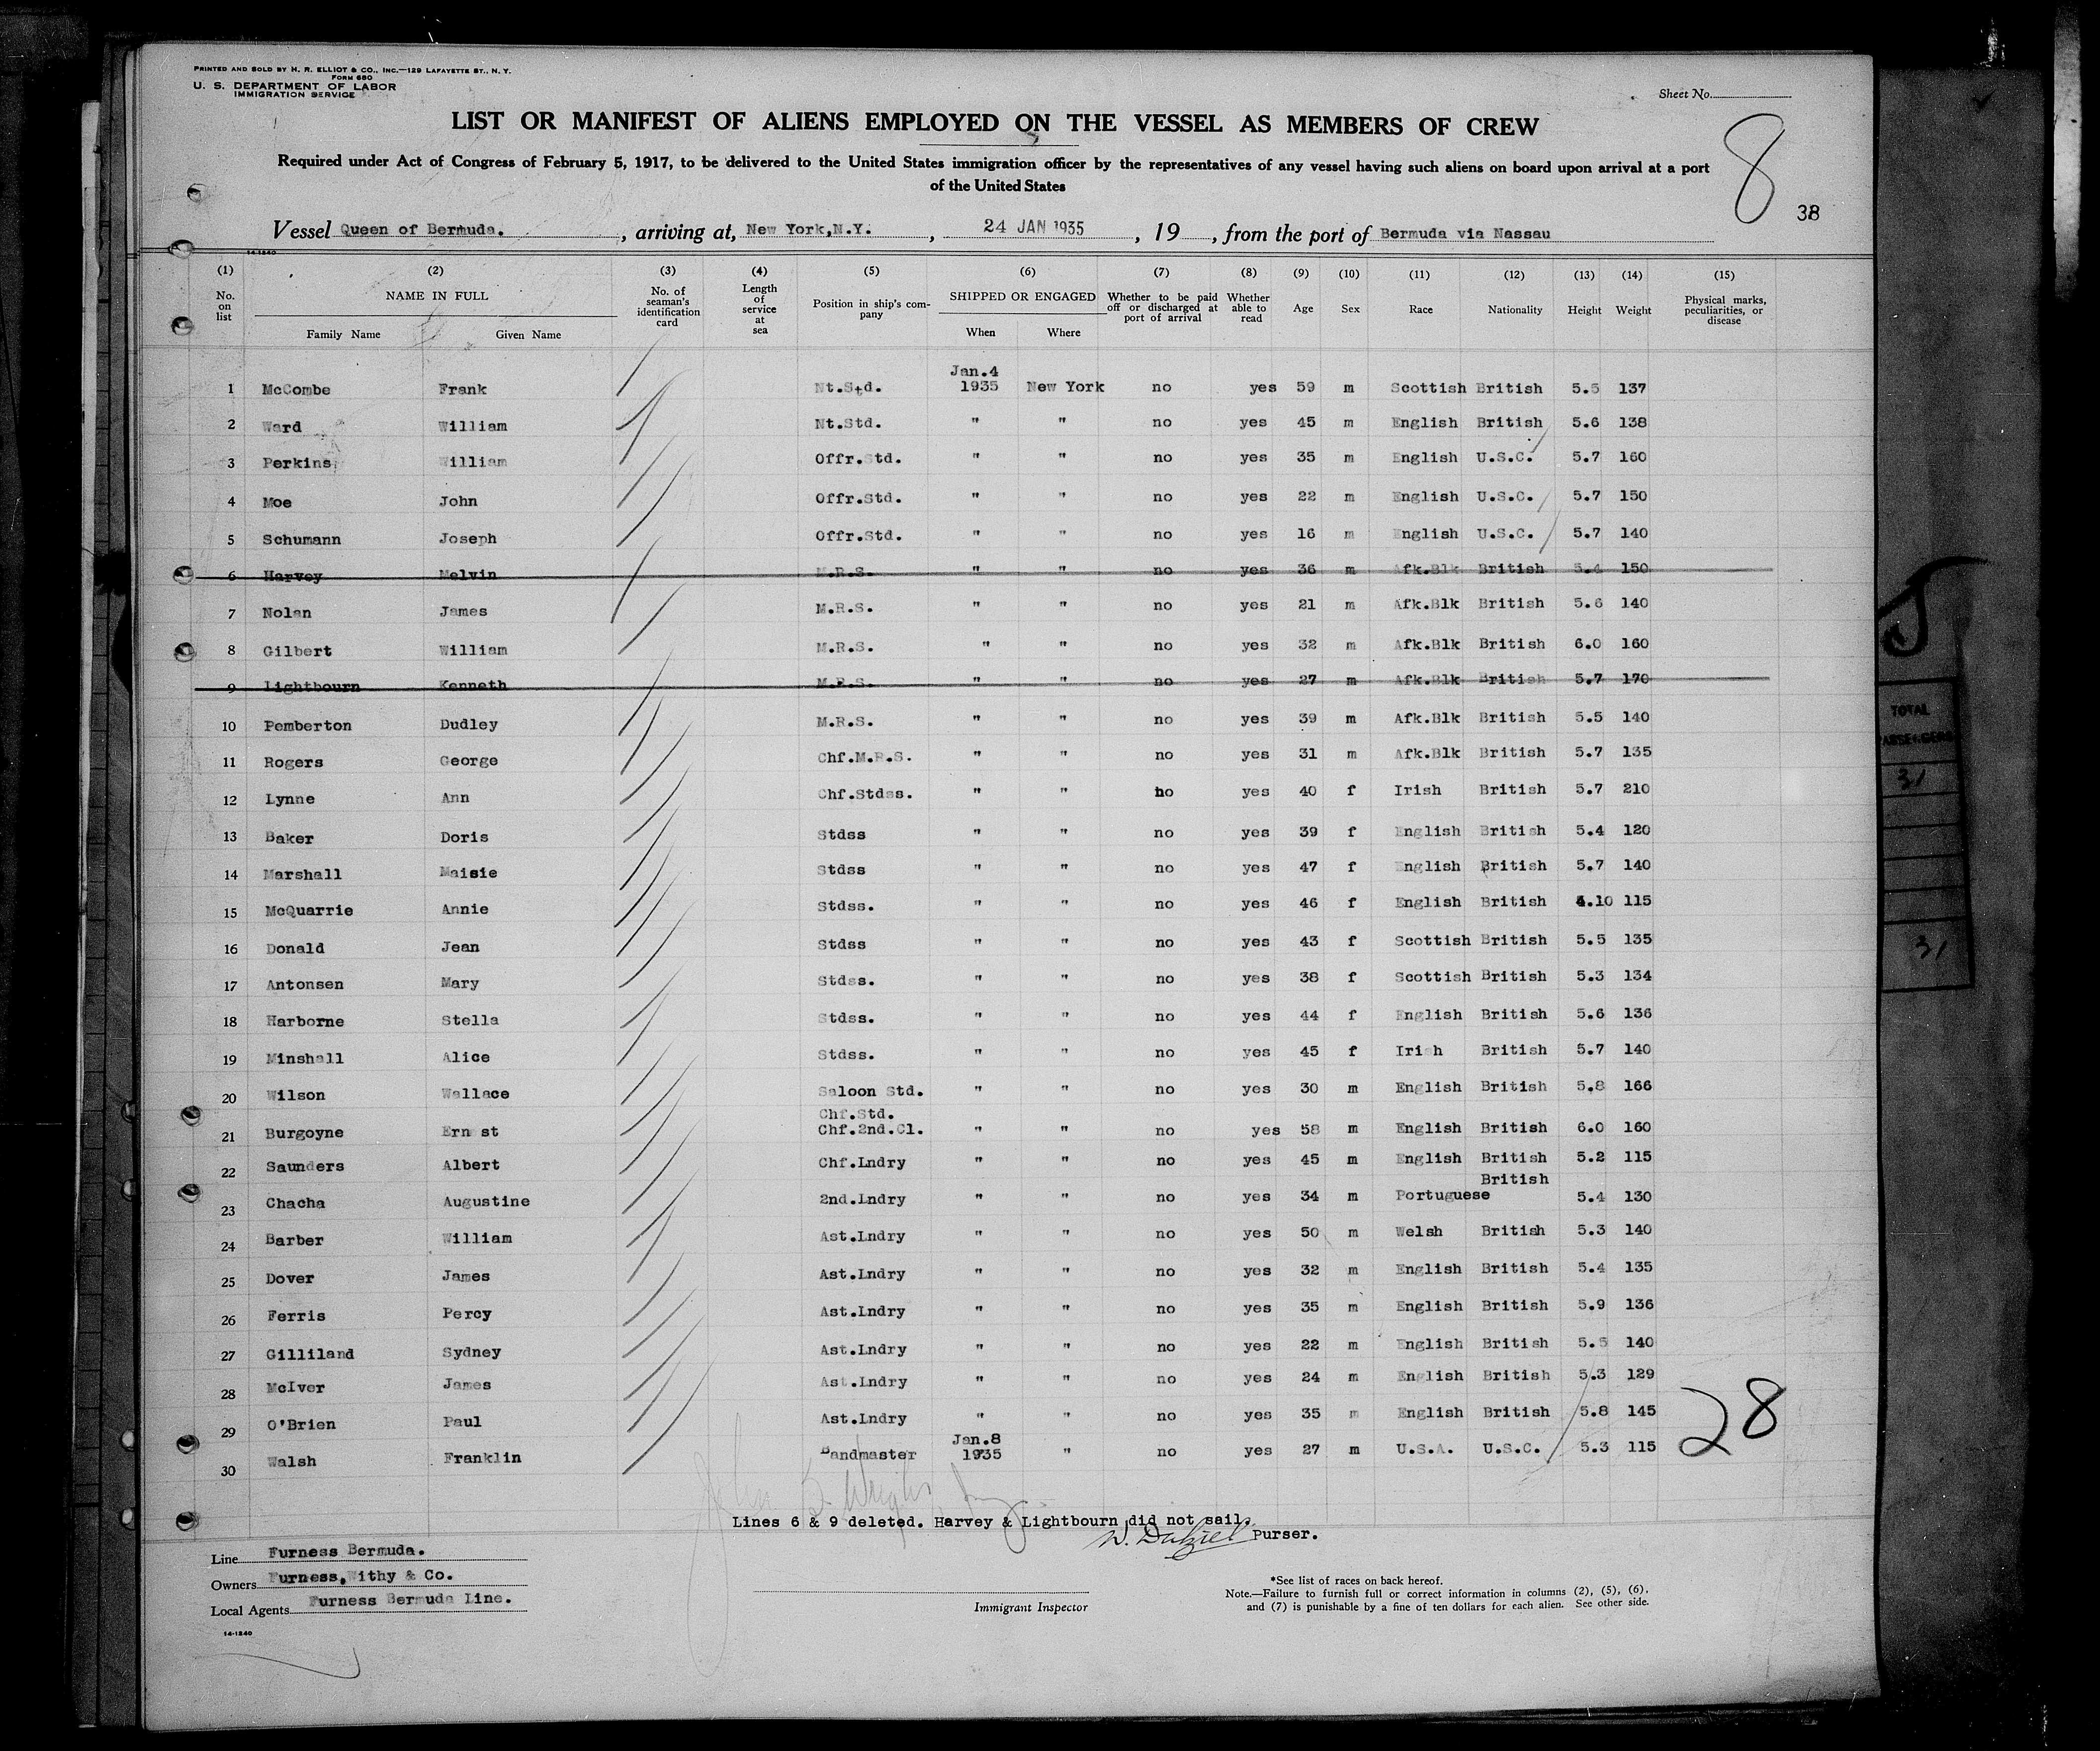 PRINTED AND SOLD BY H. R. ELLIOT & CO., INC.—129 LAFAYETTE ST., N. Y.
FORM 680
U. S. DEPARTMENT OF LABOR
IMMIGRATION SERVICE
Sheet No.
LIST OR MANIFEST OF ALIENS EMPLOYED ON THE VESSEL AS MEMBERS OF CREW
8
Required under Act of Congress of February 5, 1917, to be delivered to the United States immigration officer by the representatives of any vessel having such aliens on board upon arrival at a port
of the United States
38
Vessel Queen of Bermuda. , arriving at, New York,N.Y. , 24 JAN 1935 , 19 , from the port of Bermuda via Nassau
14-1240
(1) (2) (3) (4) (5) (6) (7) (8) (9) (10) (11) (12) (13) (14) (15)
No. on list NAME IN FULL Family Name Given Name No. of seaman's identification card Length of service at sea Position in ship's company SHIPPED OR ENGAGED When Where Whether to be paid off or discharged at port of arrival Whether able to read Age Sex Race Nationality Height Weight Physical marks, peculiarities, or disease
1 McCombe Frank Nt.Std. Jan.4 1935 New York no yes 59 m Scottish British 5.5 137
2 Ward William Nt.Std. " " no yes 45 m English British 5.6 138
3 Perkins William Offr.Std. " " no yes 35 m English U.S.C. 5.7 160
4 Moe John Offr.Std. " " no yes 22 m English U.S.C. 5.7 150
5 Schumann Joseph Offr.Std. " " no yes 16 m English U.S.C. 5.7 140
6 Harvey Melvin M.R.S. " " no yes 36 m Afk.Blk British 5.4 150
7 Nolan James M.R.S. " " no yes 21 m Afk.Blk British 5.6 140
8 Gilbert William M.R.S. " " no yes 32 m Afk.Blk British 6.0 160
9 Lightbourn Kenneth M.R.S. " " no yes 27 m Afk.Blk British 5.7 170
10 Pemberton Dudley M.R.S. " " no yes 39 m Afk.Blk British 5.5 140
11 Rogers George Chf.M.R.S. " " no yes 31 m Afk.Blk British 5.7 135
12 Lynne Ann Chf.Stdss. " " no yes 40 f Irish British 5.7 210
13 Baker Doris Stdss " " no yes 39 f English British 5.4 120
14 Marshall Maisie Stdss " " no yes 47 f English British 5.7 140
15 McQuarrie Annie Stdss. " " no yes 46 f English British 4.10 115
16 Donald Jean Stdss " " no yes 43 f Scottish British 5.5 135
17 Antonsen Mary Stdss. " " no yes 38 f Scottish British 5.3 134
18 Harborne Stella Stdss. " " no yes 44 f English British 5.6 136
19 Minshall Alice Stdss. " " no yes 45 f Irish British 5.7 140
20 Wilson Wallace Saloon Std. " " no yes 30 m English British 5.8 166
21 Burgoyne Ernest Chf.Std. Chf.2nd.Cl. " " no yes 58 m English British 6.0 160
22 Saunders Albert Chf.Lndry " " no yes 45 m English British 5.2 115
23 Chacha Augustine 2nd.Lndry " " no yes 34 m Portuguese British 5.4 130
24 Barber William Ast.Lndry " " no yes 50 m Welsh British 5.3 140
25 Dover James Ast.Lndry " " no yes 32 m English British 5.4 135
26 Ferris Percy Ast.Lndry " " no yes 35 m English British 5.9 136
27 Gilliland Sydney Ast.Lndry " " no yes 22 m English British 5.5 140
28 McIver James Ast.Lndry " " no yes 24 m English British 5.3 129
29 O'Brien Paul Ast.Lndry " " no yes 35 m English British 5.8 145
30 Walsh Franklin Bandmaster Jan.8 1935 " no yes 27 m U.S.A. U.S.C. 5.3 115
28
Lines 6 & 9 deleted. Harvey & Lightbourn did not sail.
W. Dalziel Purser.
Line Furness Bermuda.
Owners Furness,Withy & Co.
Local Agents Furness Bermuda Line.
14-1240
Immigrant Inspector
*See list of races on back hereof.
Note.—Failure to furnish full or correct information in columns (2), (5), (6),
and (7) is punishable by a fine of ten dollars for each alien. See other side.
TOTAL
PASSENGERS
31
31